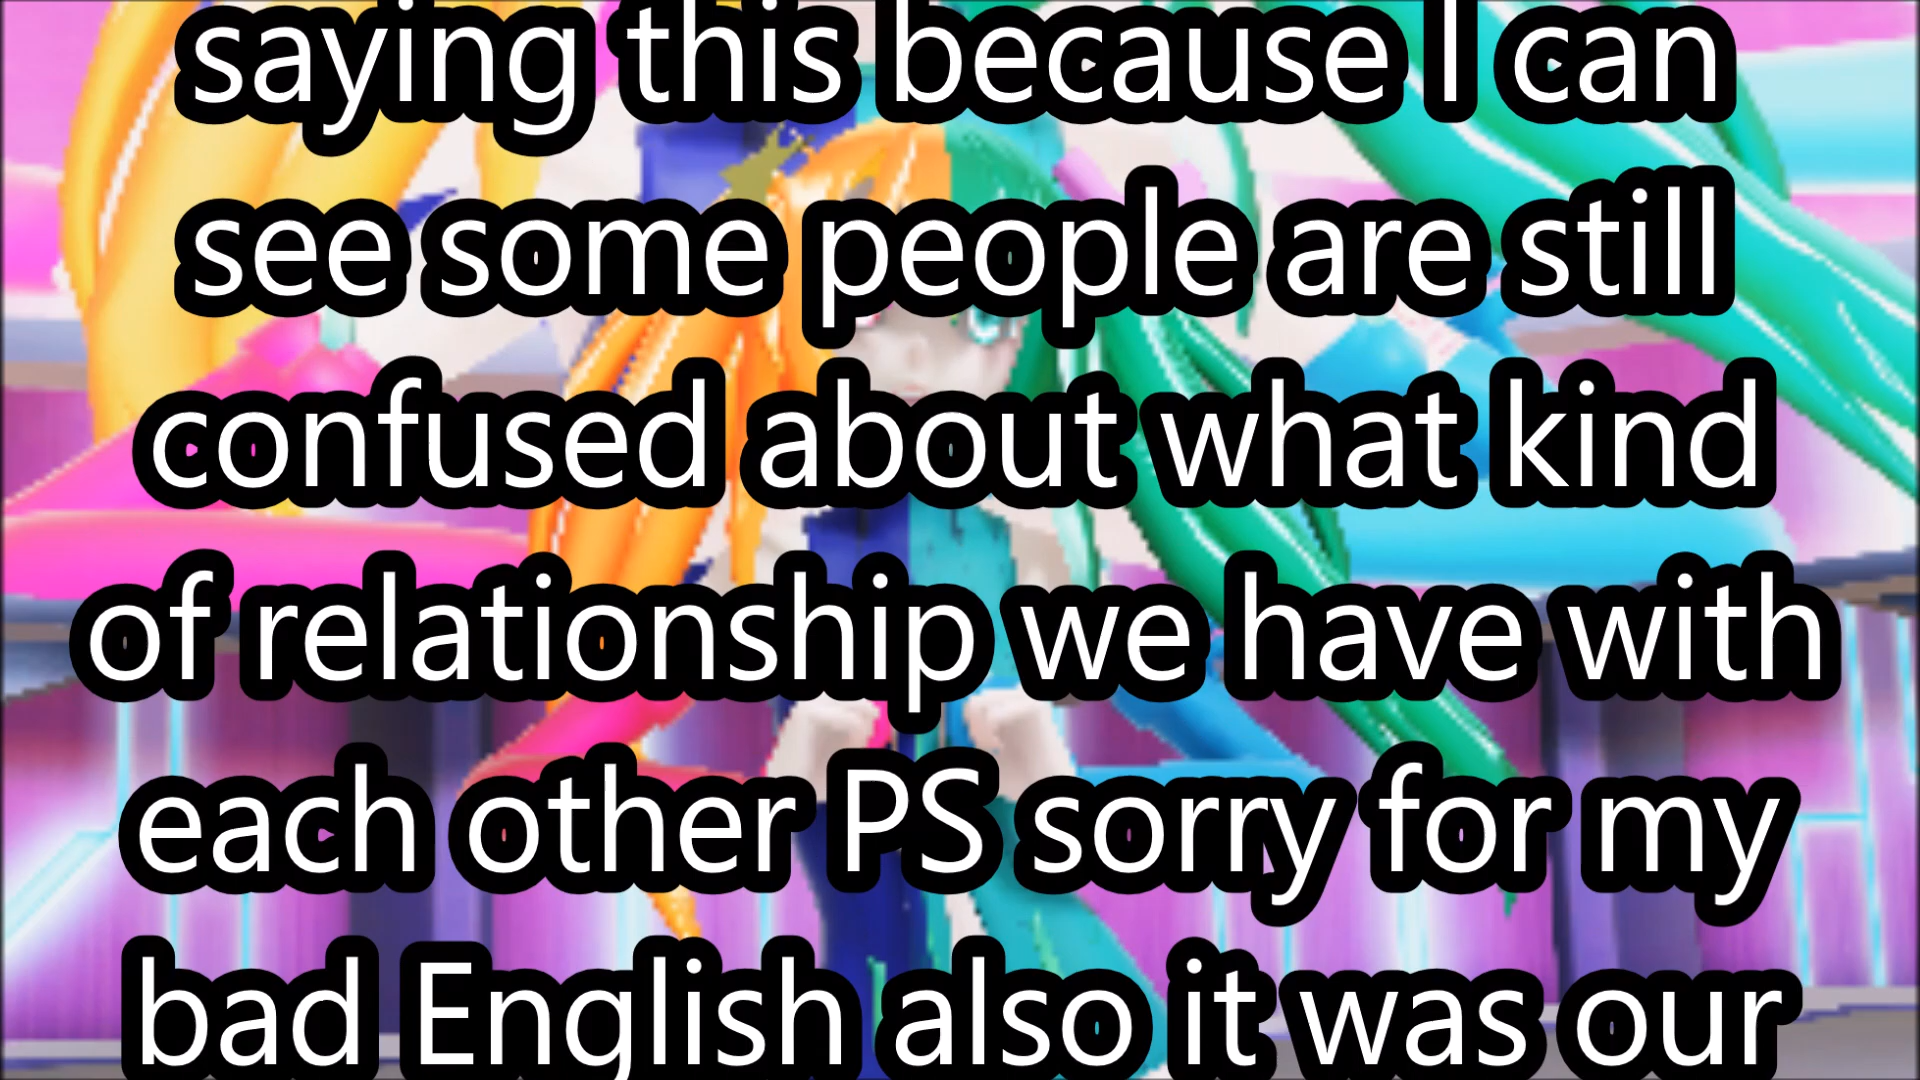 saying this because I can
see some people are still
confused about what kind
of relationship we have with
each other PS sorry for my
bad English also it was our